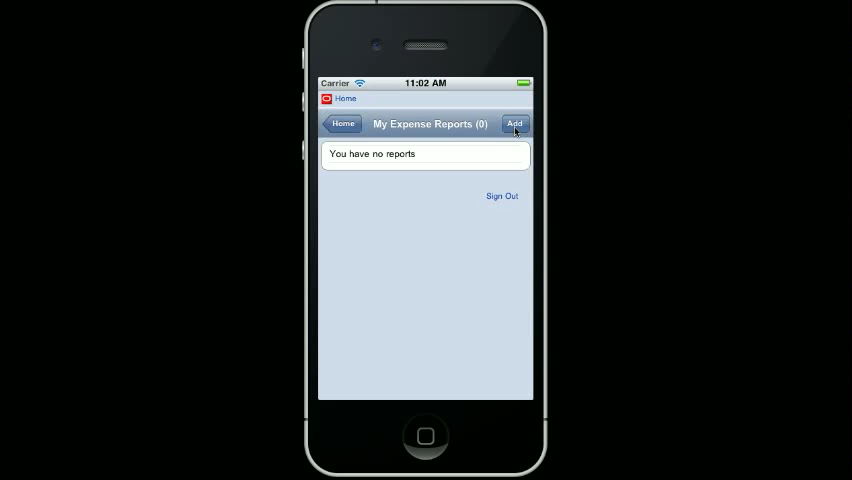 Carrier 11:02 AM
Home
Home My Expense Reports (0) Add
You have no reports
Sign Out